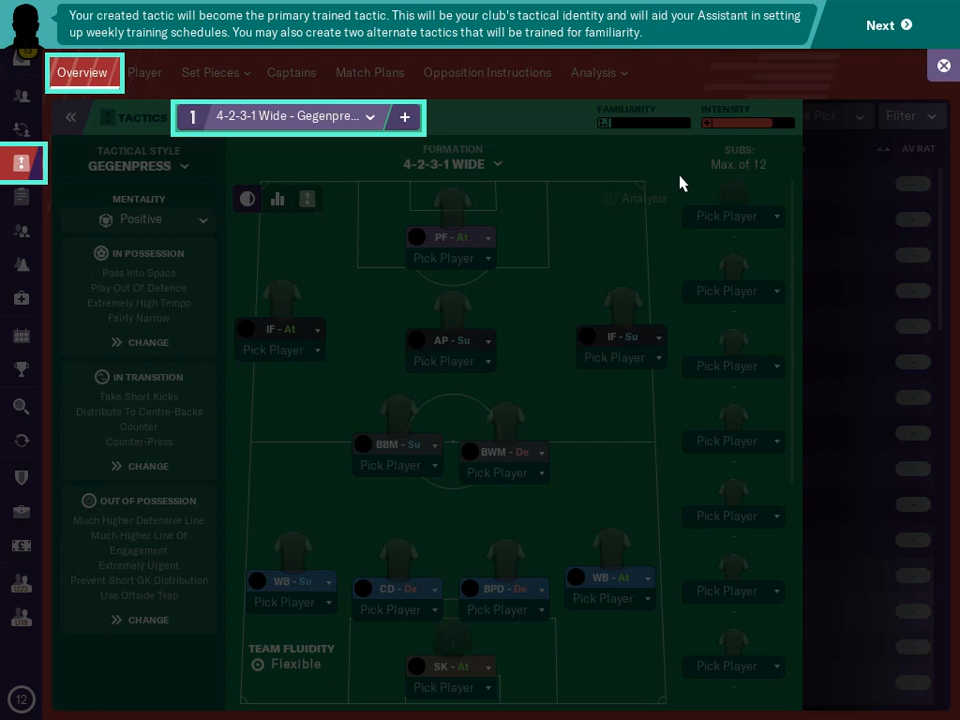 Your created tactic will become the primary trained tactic. This will be your club's tactical identity and will aid your Assistant in setting
up weekly training schedules. You may also create two alternate tactics that will be trained for familiarity.
Next
Overview
Player
Set Pieces
Captains
Match Plans
Opposition Instructions
Analysis
TACTICS
1
4-2-3-1 Wide - Gegenpre...
+
FAMILIARITY
INTENSITY
k Pick
Filter
TACTICAL STYLE
GEGENPRESS
FORMATION
4-2-3-1 WIDE
SUBS:
Max. of 12
AV RAT
MENTALITY
Positive
Analysis
IN POSSESSION
Pass Into Space
Play Out Of Defence
Extremely High Tempo
Fairly Narrow
CHANGE
IN TRANSITION
Take Short Kicks
Distribute To Centre-Backs
Counter
Counter-Press
CHANGE
OUT OF POSSESSION
Much Higher Defensive Line
Much Higher Line Of
Engagement
Extremely Urgent
Prevent Short GK Distribution
Use Offside Trap
CHANGE
PF - At
Pick Player
IF - At
Pick Player
AP - Su
Pick Player
IF - Su
Pick Player
BBM - Su
Pick Player
BWM - De
Pick Player
WB - Su
Pick Player
CD - De
Pick Player
BPD - De
Pick Player
WB - At
Pick Player
TEAM FLUIDITY
Flexible
SK - At
Pick Player
Pick Player
-
Pick Player
-
Pick Player
-
Pick Player
-
Pick Player
-
Pick Player
-
Pick Player
-
U23
U18
12